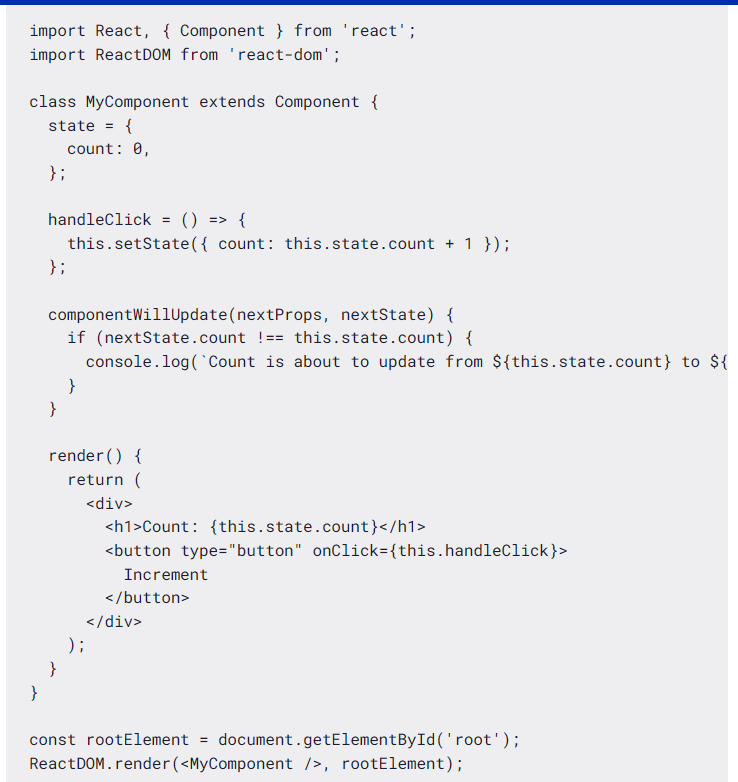 import React, { Component } from 'react';
import ReactDOM from 'react-dom';

class MyComponent extends Component {
  state = {
    count: 0,
  };

  handleClick = () => {
    this.setState({ count: this.state.count + 1 });
  };

  componentWillUpdate(nextProps, nextState) {
    if (nextState.count !== this.state.count) {
      console.log(`Count is about to update from ${this.state.count} to ${
    }
  }

  render() {
    return (
      <div>
        <h1>Count: {this.state.count}</h1>
        <button type="button" onClick={this.handleClick}>
          Increment
        </button>
      </div>
    );
  }
}

const rootElement = document.getElementById('root');
ReactDOM.render(<MyComponent />, rootElement);